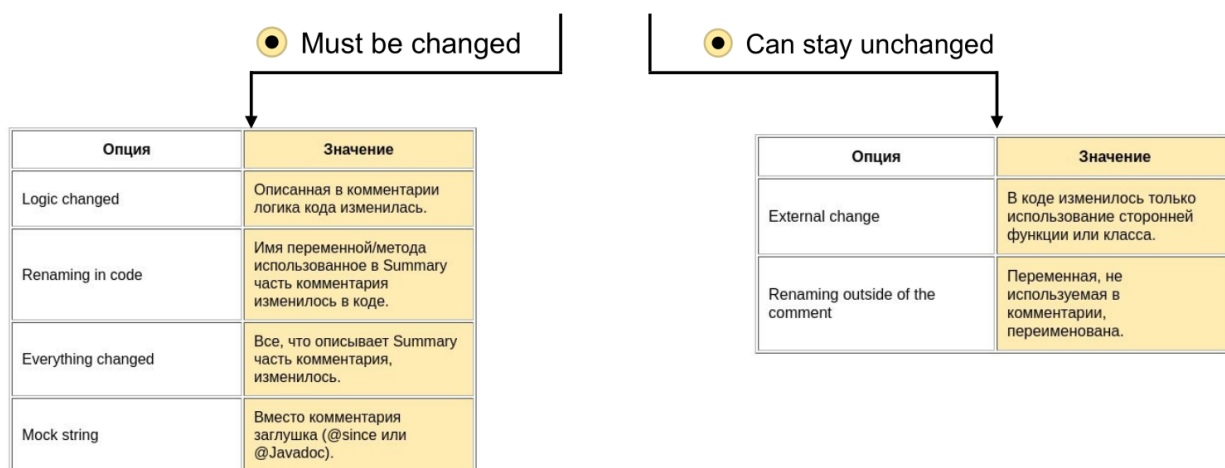 Must be changed
Can stay unchanged
Опция
Значение
Logic changed
Описанная в комментарии
логика кода изменилась.
Renaming in code
Имя переменной/метода
использованное в Summary
часть комментария
изменилось в коде.
Everything changed
Все, что описывает Summary
часть комментария,
изменилось.
Mock string
Вместо комментария
заглушка (@since или
@Javadoc).
Опция
Значение
External change
В коде изменилось только
использование сторонней
функции или класса.
Renaming outside of the
comment
Переменная, не
используемая в
комментарии,
переименована.